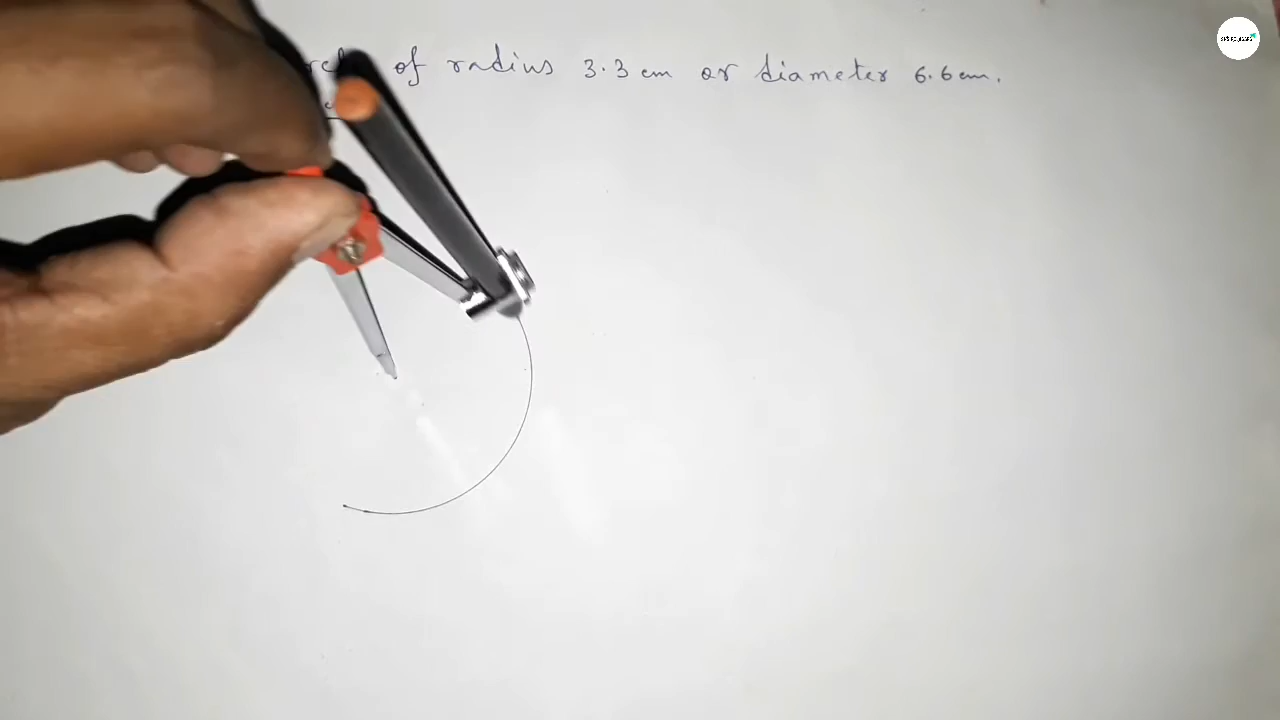 of radius 3.3 cm or diameter 6.6 cm.